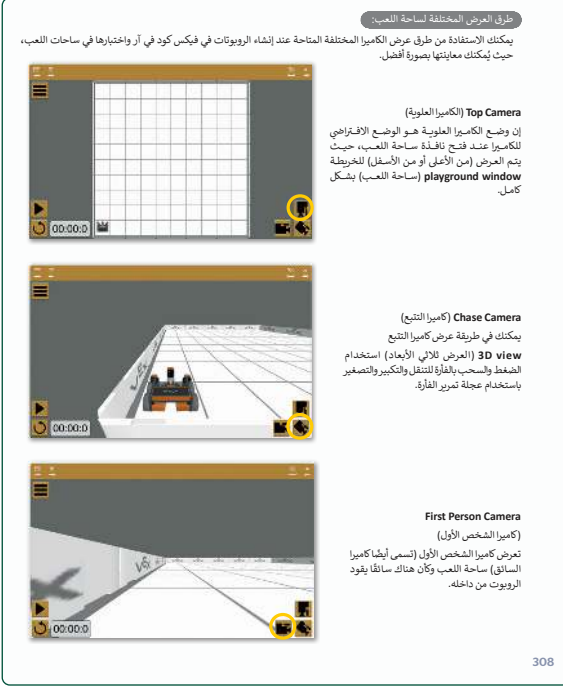 طرق العرض المختلفة لساحة اللعب:
يمكنك الاستفادة من طرق عرض الكاميرا المختلفة المتاحة عند إنشاء الروبوتات في فيكس كود في آر واختبارها في ساحات اللعب،
حيث يُمكنك معاينتها بصورة أفضل.
Top Camera (الكاميرا العلوية)
إن وضع الكاميرا العلوية هو الوضع الافتراضي
للكاميرا عند فتح نافذة ساحة اللعب، حيث
يتم العرض (من الأعلى أو من الأسفل) للخريطة
playground window (ساحة اللعب) بشكل
كامل.
00:00:0
Chase Camera (كاميرا التتبع)
يمكنك في طريقة عرض كاميرا التتبع
3D view (العرض ثلاثي الأبعاد) استخدام
الضغط والسحب بالفأرة للتنقل والتكبير والتصغير
باستخدام عجلة تمرير الفأرة.
00:00:0
First Person Camera
(كاميرا الشخص الأول)
تعرض كاميرا الشخص الأول (تسمى أيضًا كاميرا
السائق) ساحة اللعب وكأن هناك سائقًا يقود
الروبوت من داخله.
VEX
00:00:0
308